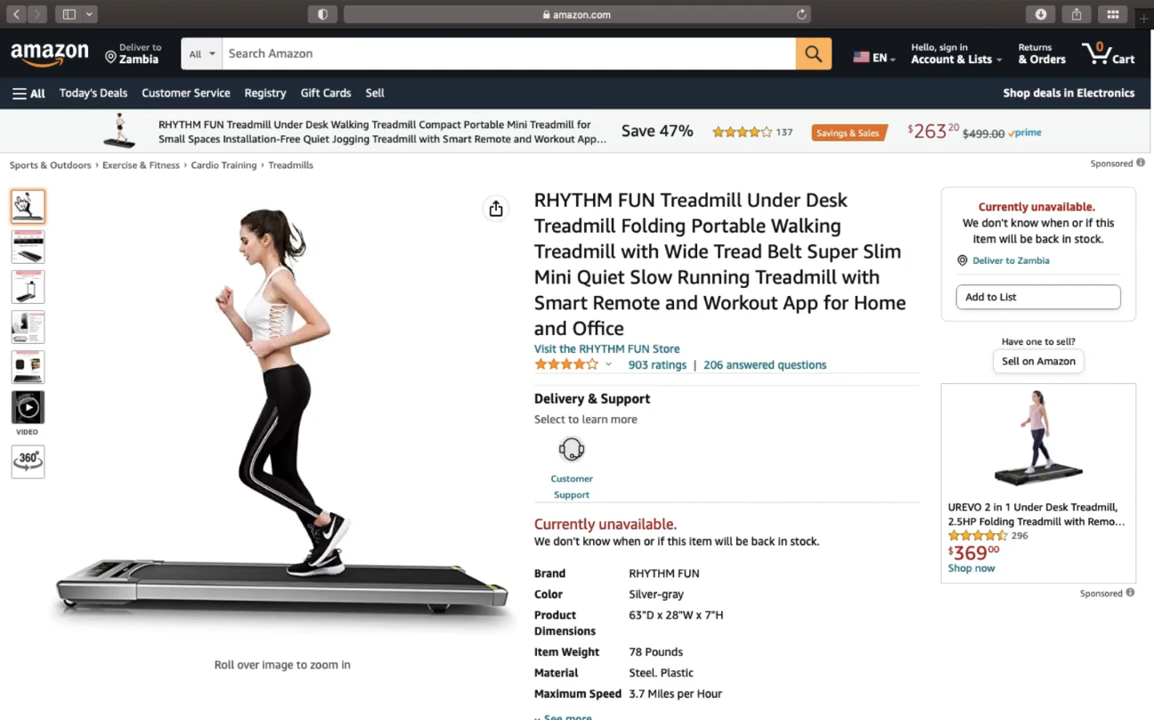 amazon.com
amazon
Deliver to
Zambia
All
Search Amazon
EN
Hello, sign in
Account & Lists
Returns
& Orders
0
Cart
All
Today's Deals
Customer Service
Registry
Gift Cards
Sell
Shop deals in Electronics
RHYTHM FUN Treadmill Under Desk Walking Treadmill Compact Portable Mini Treadmill for
Small Spaces Installation-Free Quiet Jogging Treadmill with Smart Remote and Workout App...
Save 47%
137
Savings & Sales
$263 20 $499.00 prime
Sports & Outdoors › Exercise & Fitness › Cardio Training › Treadmills
Sponsored
VIDEO
360°
Roll over image to zoom in
RHYTHM FUN Treadmill Under Desk
Treadmill Folding Portable Walking
Treadmill with Wide Tread Belt Super Slim
Mini Quiet Slow Running Treadmill with
Smart Remote and Workout App for Home
and Office
Visit the RHYTHM FUN Store
903 ratings | 206 answered questions
Delivery & Support
Select to learn more
Customer
Support
Currently unavailable.
We don't know when or if this item will be back in stock.
Brand RHYTHM FUN
Color Silver-gray
Product 63"D x 28"W x 7"H
Dimensions
Item Weight 78 Pounds
Material Steel. Plastic
Maximum Speed 3.7 Miles per Hour
See more
Currently unavailable.
We don't know when or if this
item will be back in stock.
Deliver to Zambia
Add to List
Have one to sell?
Sell on Amazon
UREVO 2 in 1 Under Desk Treadmill,
2.5HP Folding Treadmill with Remo...
296
$369 00
Shop now
Sponsored